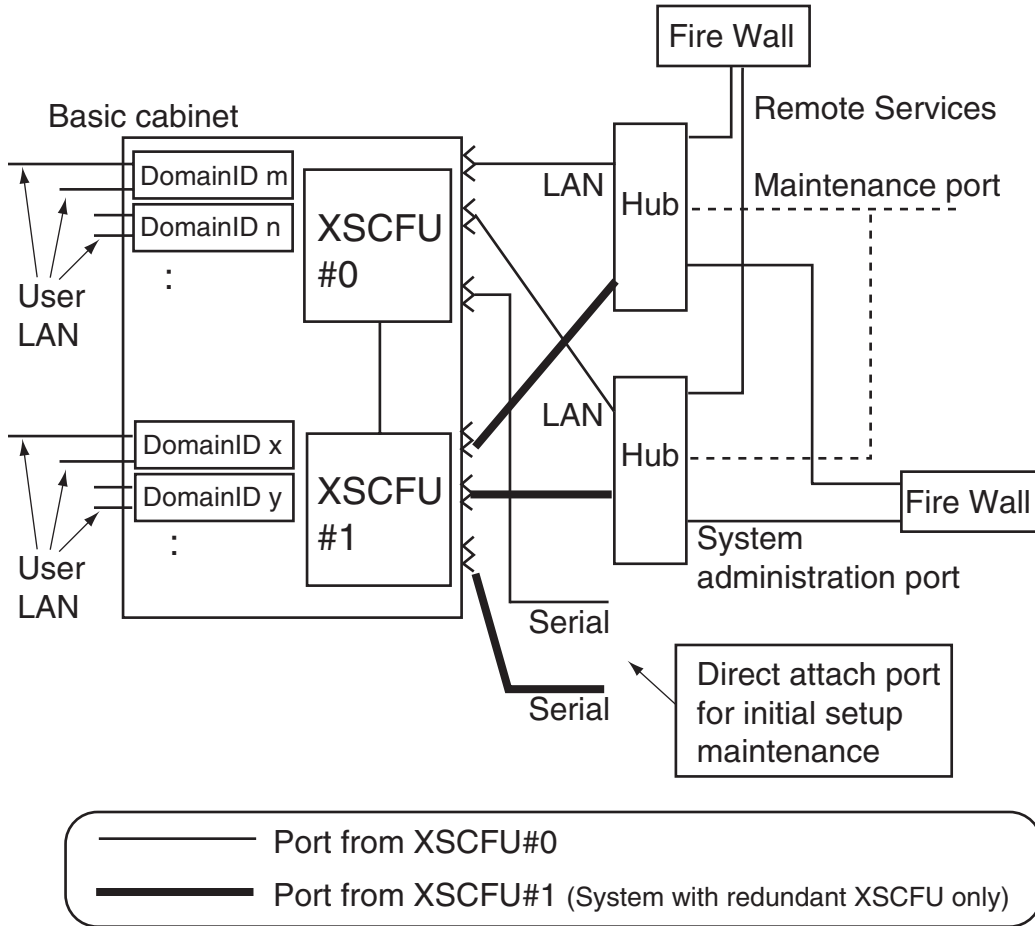 Fire Wall
Remote Services
Basic cabinet
DomainID m
XSCFU
#0
LAN
Hub
Maintenance port
DomainID n
:
User
LAN
LAN
DomainID x
XSCFU
#1
Hub
DomainID y
:
Fire Wall
System
administration port
User
LAN
Serial
Serial
Direct attach port
for initial setup
maintenance
Port from XSCFU#0
Port from XSCFU#1 (System with redundant XSCFU only)